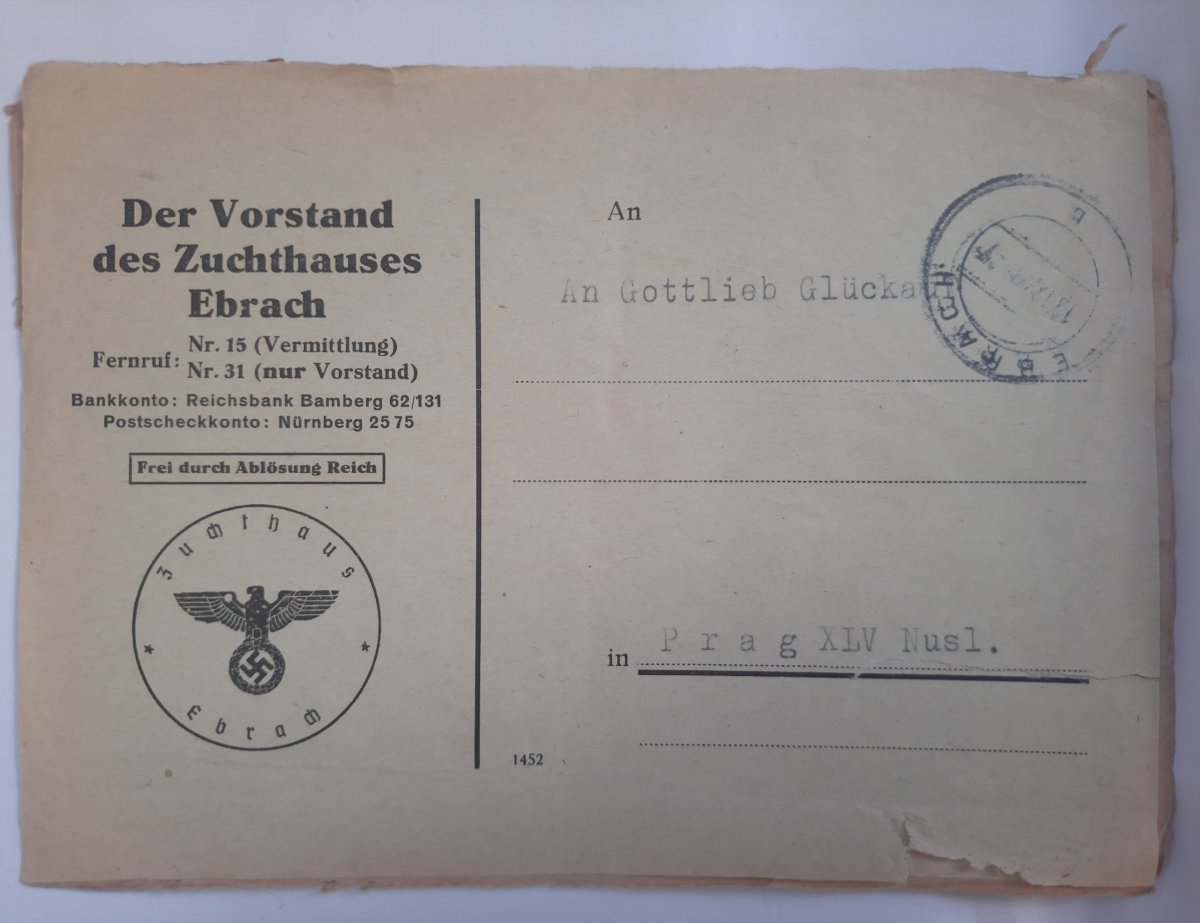 Der Vorstand
des Zuchthauses
Ebrach
Fernruf: Nr. 15 (Vermittlung)
Nr. 31 (nur Vorstand)
Bankkonto: Reichsbank Bamberg 62/131
Postscheckkonto: Nürnberg 25 75
Frei durch Ablösung Reich
Zuchthaus
Ebrach
An
An Gottlieb
EBRACH
in Prag XLV Nusl.
1452